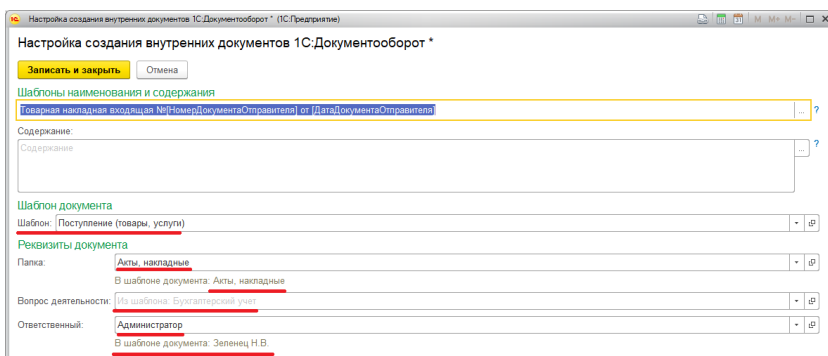 Настройка создания внутренних документов 1С:Документооборот * (1С:Предприятие)
M M+ M-
Настройка создания внутренних документов 1С:Документооборот *
Записать и закрыть Отмена
Шаблоны наименования и содержания
Товарная накладная входящая №[НомерДокументаОтправителя] от [ДатаДокументаОтправителя] ... ?
Содержание:
Содержание ... ?
Шаблон документа
Шаблон: Поступление (товары, услуги)
Реквизиты документа
Папка: Акты, накладные
В шаблоне документа: Акты, накладные
Вопрос деятельности: Из шаблона: Бухгалтерский учет
Ответственный: Администратор
В шаблоне документа: Зеленец Н.В.